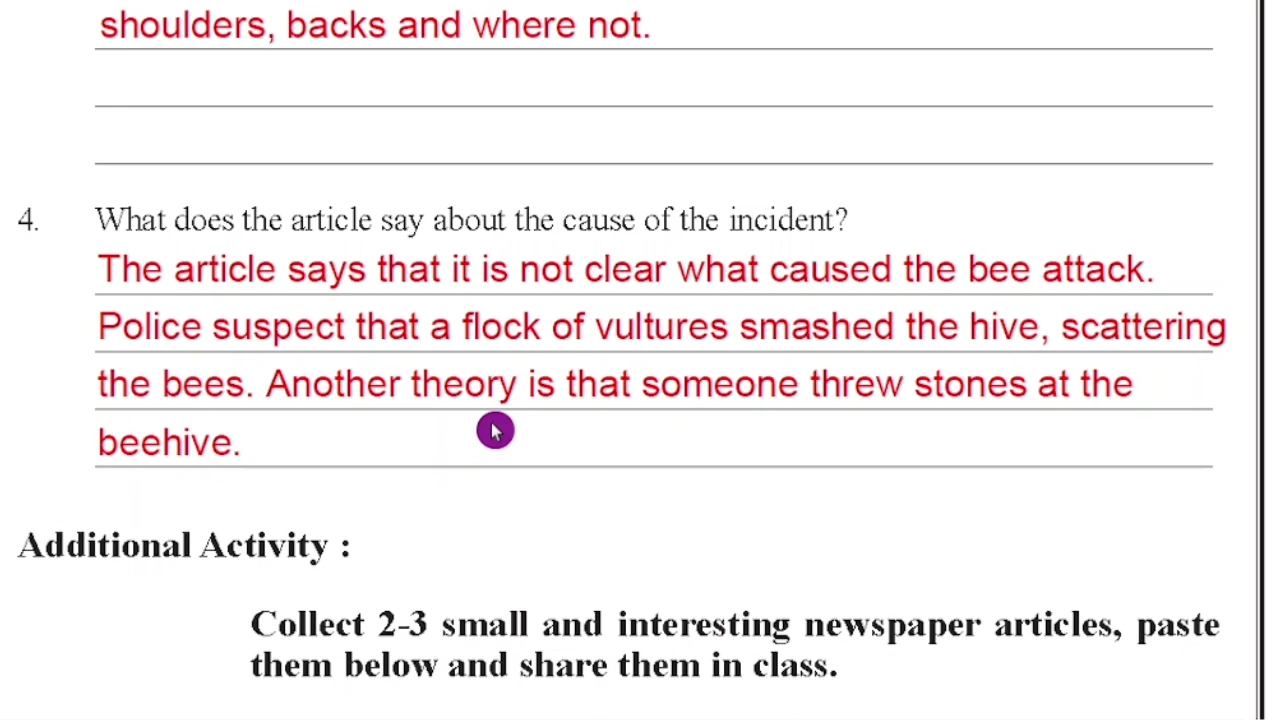 shoulders, backs and where not.
4. What does the article say about the cause of the incident?
The article says that it is not clear what caused the bee attack.
Police suspect that a flock of vultures smashed the hive, scattering
the bees. Another theory is that someone threw stones at the
beehive.
Additional Activity :
Collect 2-3 small and interesting newspaper articles, paste
them below and share them in class.